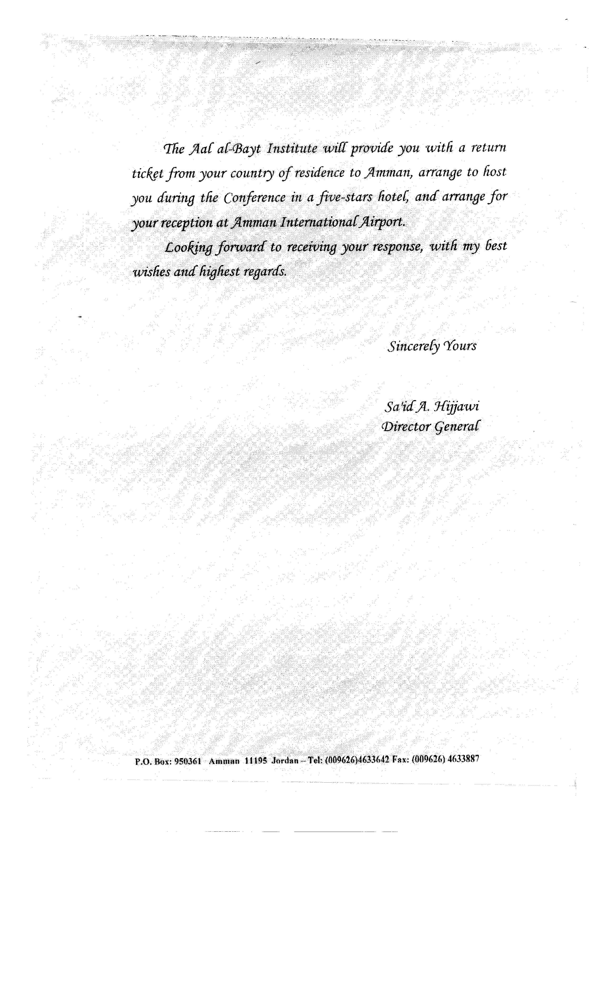 The Aal al-Bayt Institute will provide you with a return
ticket from your country of residence to Amman, arrange to host
you during the Conference in a five-stars hotel, and arrange for
your reception at Amman International Airport.
Looking forward to receiving your response, with my best
wishes and highest regards.
Sincerely Yours
Sa'id A. Hijjawi
Director General
P.O. Box: 950361 Amman 11195 Jordan – Tel: (009626)4633642 Fax: (009626) 4633887